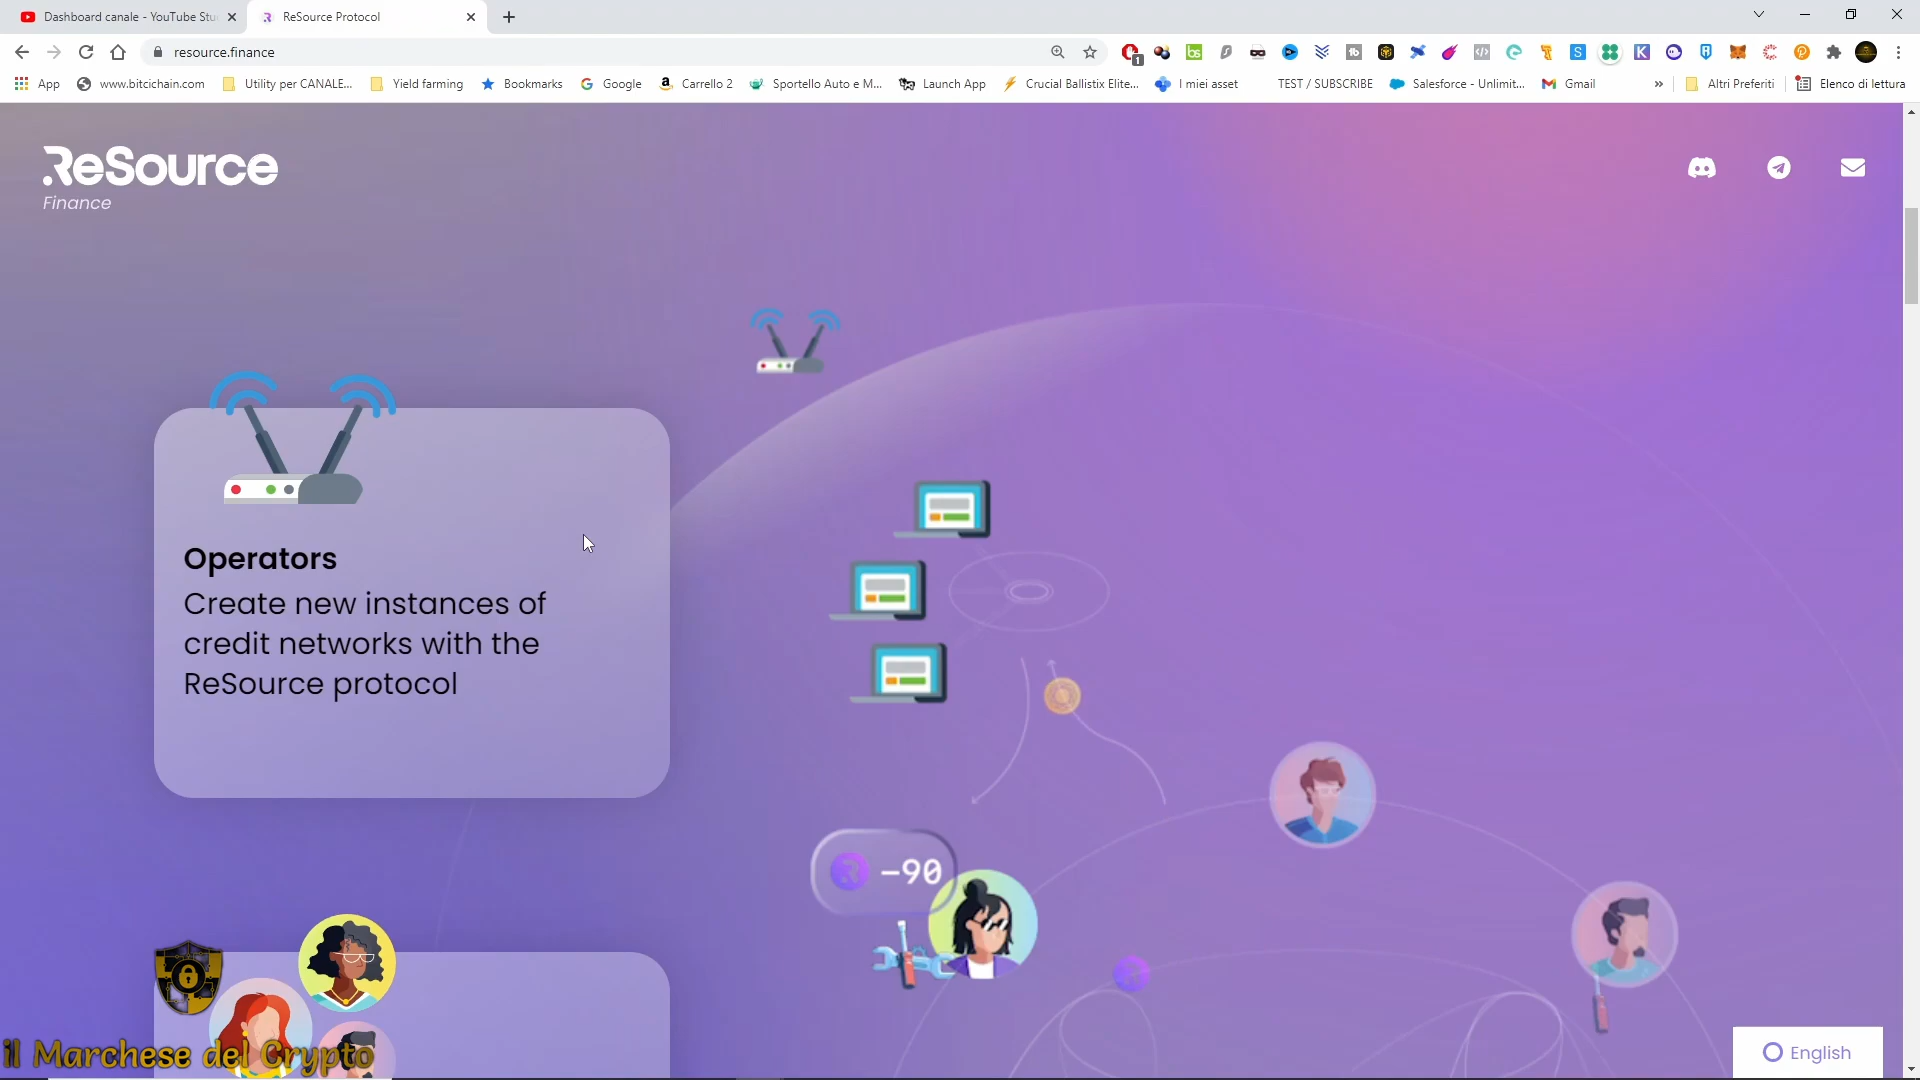 Dashboard canale - YouTube Stu
ReSource Protocol
resource.finance
1
App
www.bitcichain.com
Utility per CANALE...
Yield farming
Bookmarks
Google
Carrello 2
Sportello Auto e M...
Launch App
Crucial Ballistix Elite...
I miei asset
TEST / SUBSCRIBE
Salesforce - Unlimit...
Gmail
»
Altri Preferiti
Elenco di lettura
ReSource
Finance
Operators
Create new instances of
credit networks with the
ReSource protocol
-90
il Marchese del Crypto
English